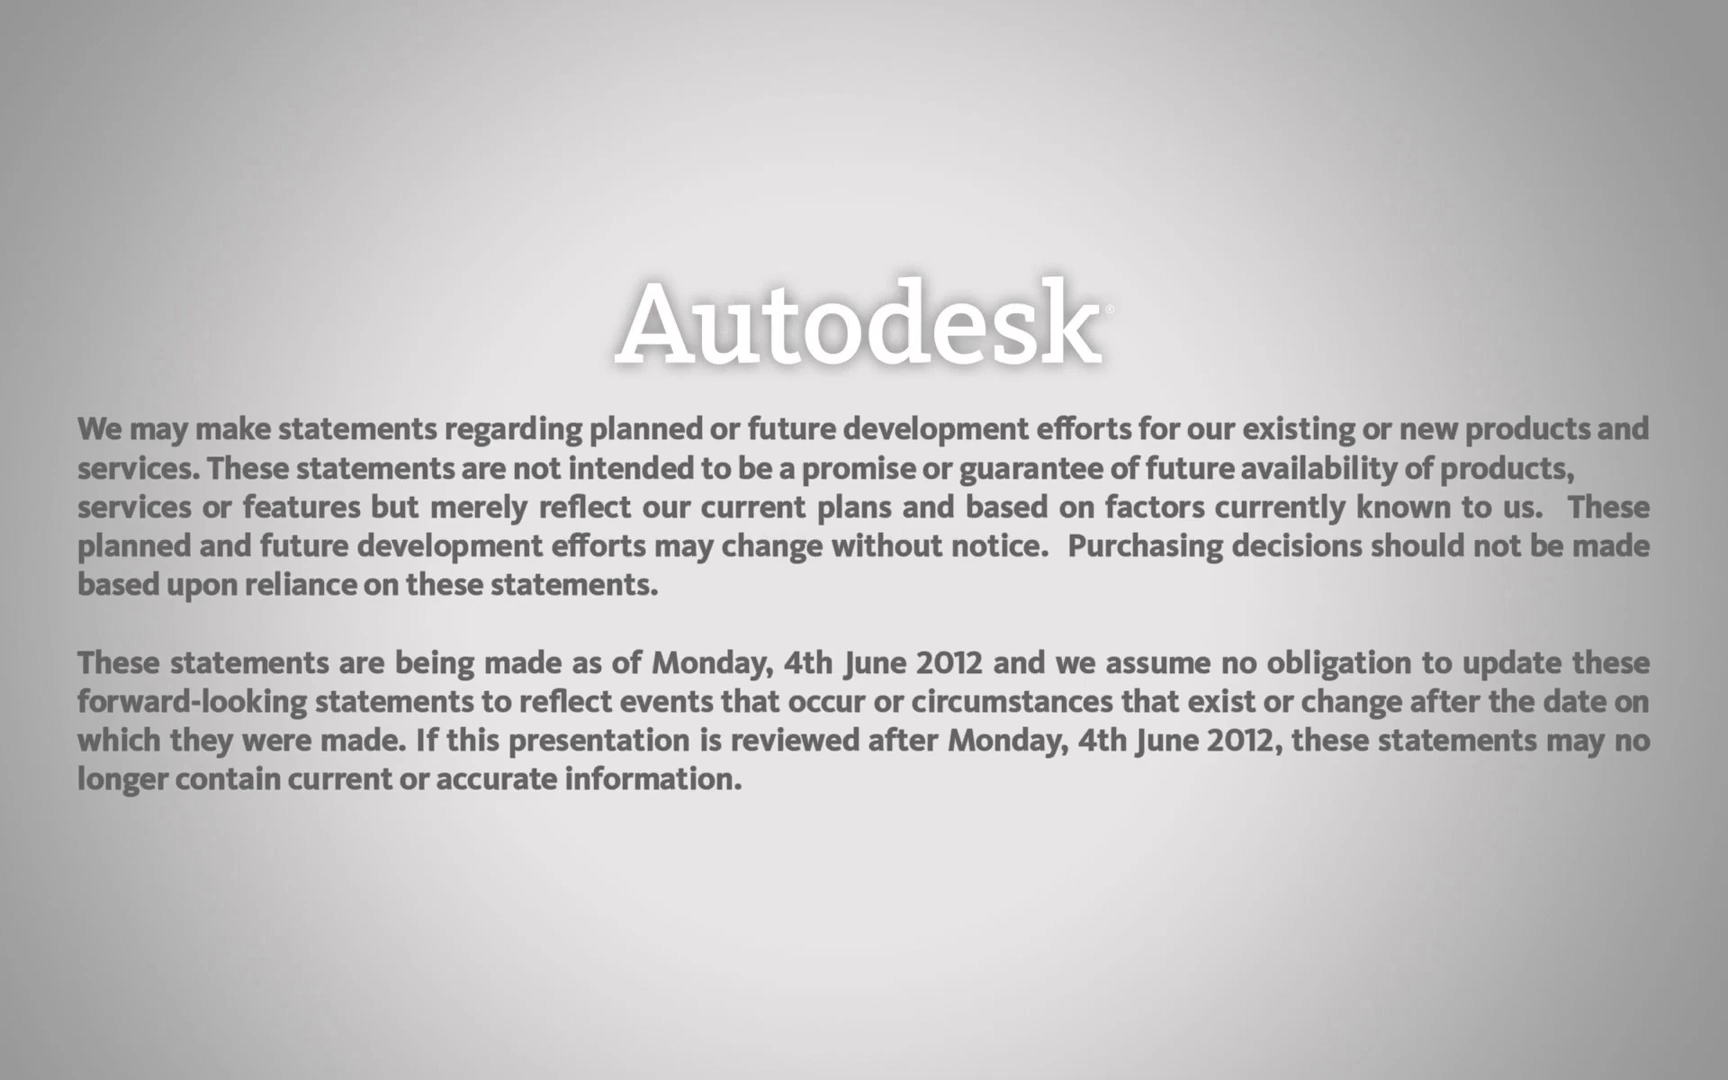 Autodesk®
We may make statements regarding planned or future development efforts for our existing or new products and
services. These statements are not intended to be a promise or guarantee of future availability of products,
services or features but merely reflect our current plans and based on factors currently known to us.  These
planned and future development efforts may change without notice.  Purchasing decisions should not be made
based upon reliance on these statements.
These statements are being made as of Monday, 4th June 2012 and we assume no obligation to update these
forward-looking statements to reflect events that occur or circumstances that exist or change after the date on
which they were made. If this presentation is reviewed after Monday, 4th June 2012, these statements may no
longer contain current or accurate information.